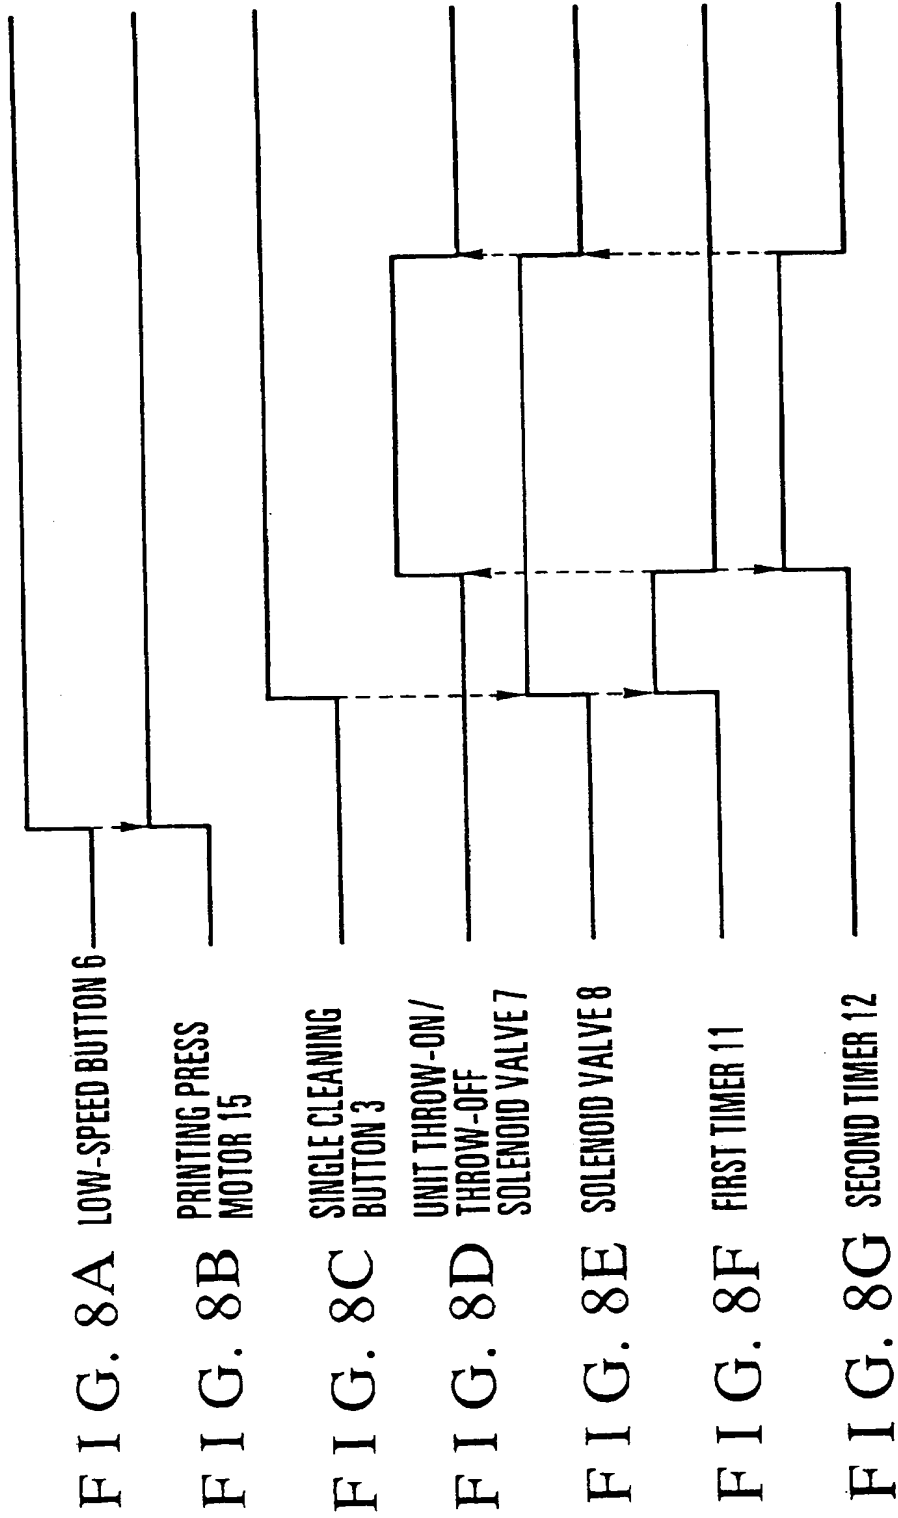 FIG. 8A LOW-SPEED BUTTON 6
FIG. 8B PRINTING PRESS
MOTOR 15
FIG. 8C SINGLE CLEANING
BUTTON 3
FIG. 8D UNIT THROW-ON/
THROW-OFF
SOLENOID VALVE 7
FIG. 8E SOLENOID VALVE 8
FIG. 8F FIRST TIMER 11
FIG. 8G SECOND TIMER 12